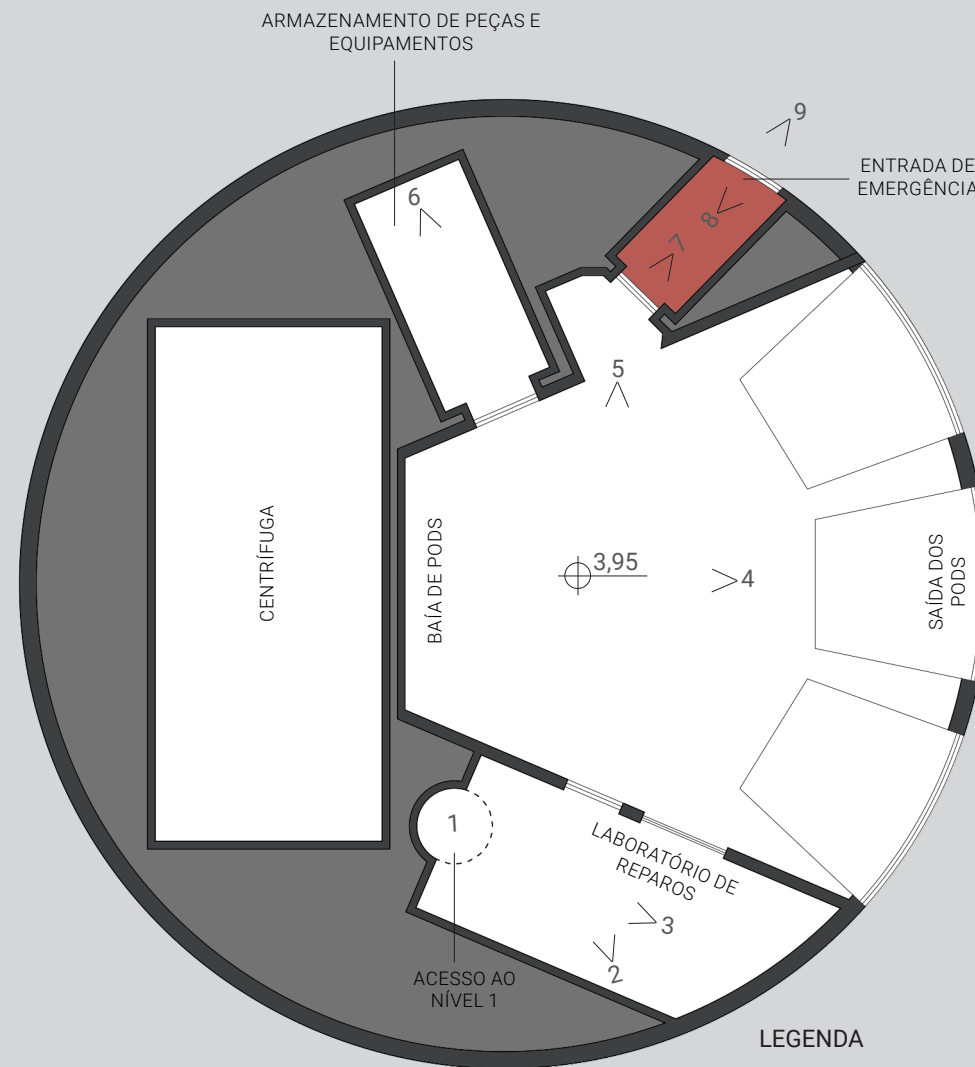 ARMAZENAMENTO DE PEÇAS E
EQUIPAMENTOS
9
ENTRADA DE
EMERGÊNCIA
6
8
7
5
CENTRÍFUGA
BAÍA DE PODS
3,95
4
SAÍDA DOS
PODS
1
LABORATÓRIO DE
REPAROS
3
2
ACESSO AO
NÍVEL 1
LEGENDA